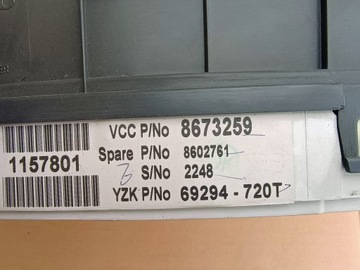 VCC P/No 8673259
1157801 Spare P/No 8602761
S/No 2248
YZK P/No 69294-720T